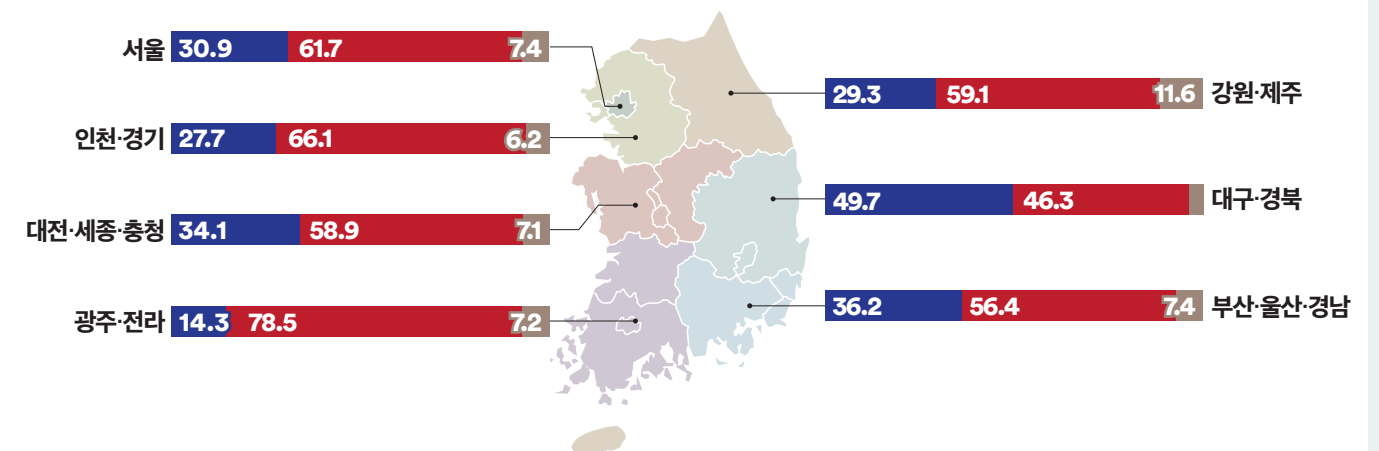 서울 30.9 61.7 7.4
인천·경기 27.7 66.1 6.2
대전·세종·충청 34.1 58.9 7.1
광주·전라 14.3 78.5 7.2
29.3 59.1 11.6 강원·제주
49.7 46.3 대구·경북
36.2 56.4 7.4 부산·울산·경남